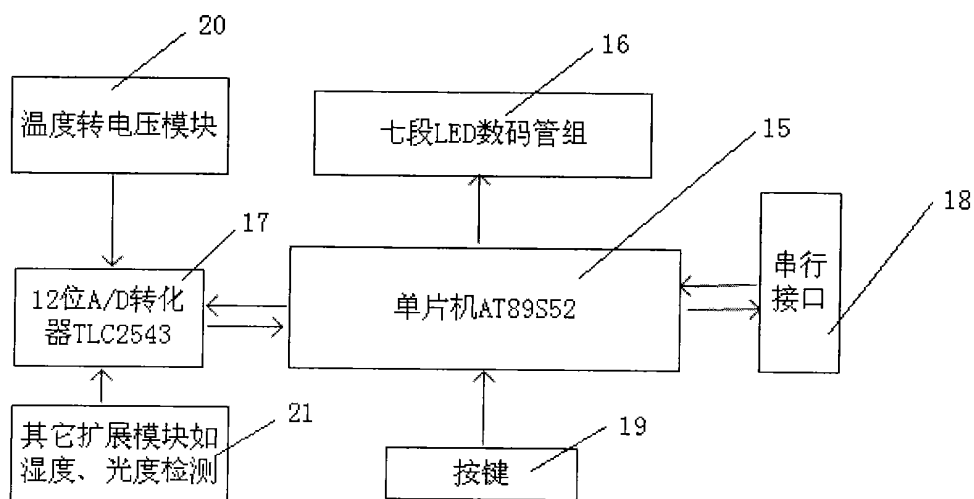 20
16
温度转电压模块
七段LED数码管组
15
18
17
12位A/D转化
器TLC2543
单片机AT89S52
串行
接口
其它扩展模块如
湿度、光度检测
21
按键
19